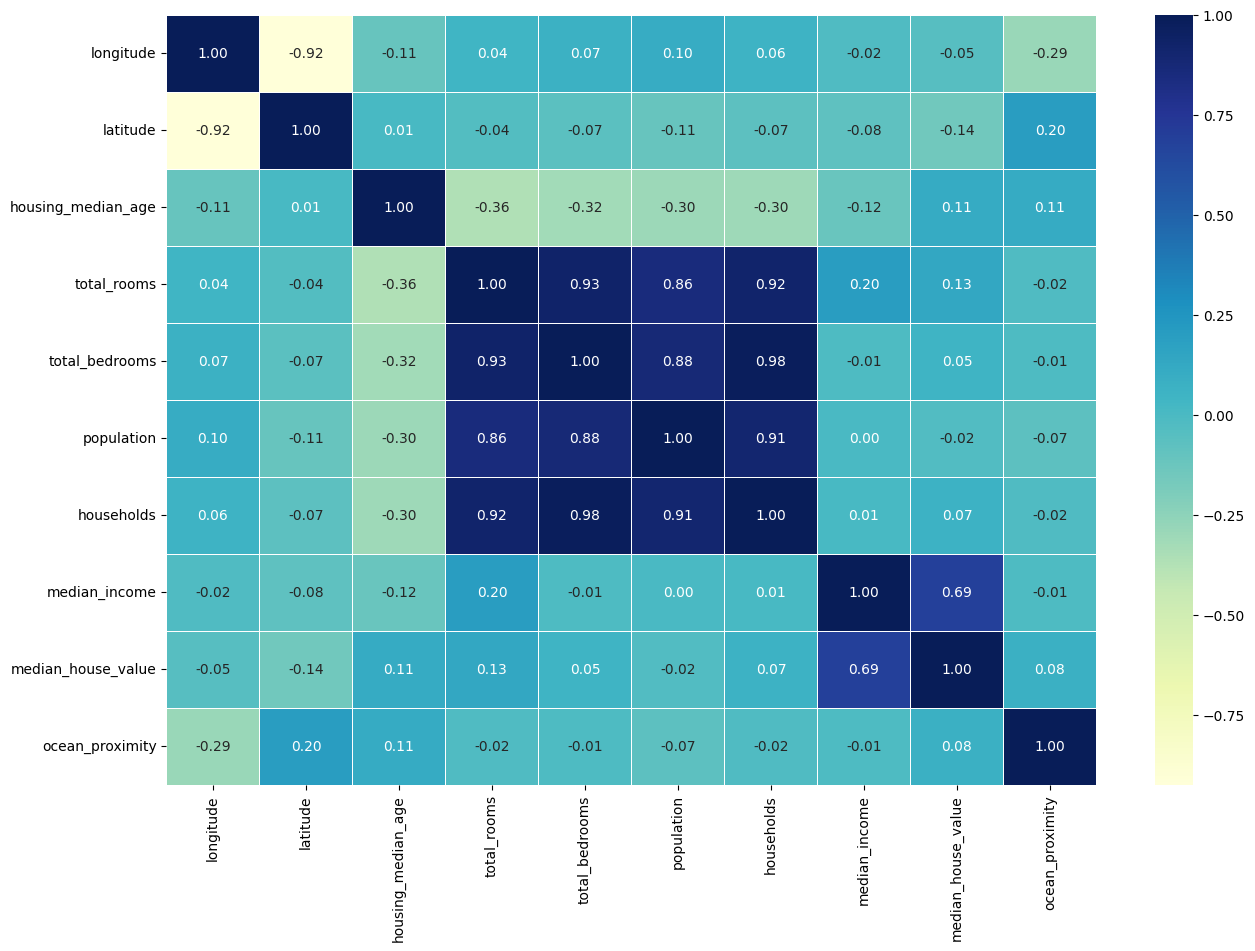 longitude 1.00 -0.92 -0.11 0.04 0.07 0.10 0.06 -0.02 -0.05 -0.29
latitude -0.92 1.00 0.01 -0.04 -0.07 -0.11 -0.07 -0.08 -0.14 0.20
housing_median_age -0.11 0.01 1.00 -0.36 -0.32 -0.30 -0.30 -0.12 0.11 0.11
total_rooms 0.04 -0.04 -0.36 1.00 0.93 0.86 0.92 0.20 0.13 -0.02
total_bedrooms 0.07 -0.07 -0.32 0.93 1.00 0.88 0.98 -0.01 0.05 -0.01
population 0.10 -0.11 -0.30 0.86 0.88 1.00 0.91 0.00 -0.02 -0.07
households 0.06 -0.07 -0.30 0.92 0.98 0.91 1.00 0.01 0.07 -0.02
median_income -0.02 -0.08 -0.12 0.20 -0.01 0.00 0.01 1.00 0.69 -0.01
median_house_value -0.05 -0.14 0.11 0.13 0.05 -0.02 0.07 0.69 1.00 0.08
ocean_proximity -0.29 0.20 0.11 -0.02 -0.01 -0.07 -0.02 -0.01 0.08 1.00
longitude
latitude
housing_median_age
total_rooms
total_bedrooms
population
households
median_income
median_house_value
ocean_proximity
1.00
0.75
0.50
0.25
0.00
−0.25
−0.50
−0.75